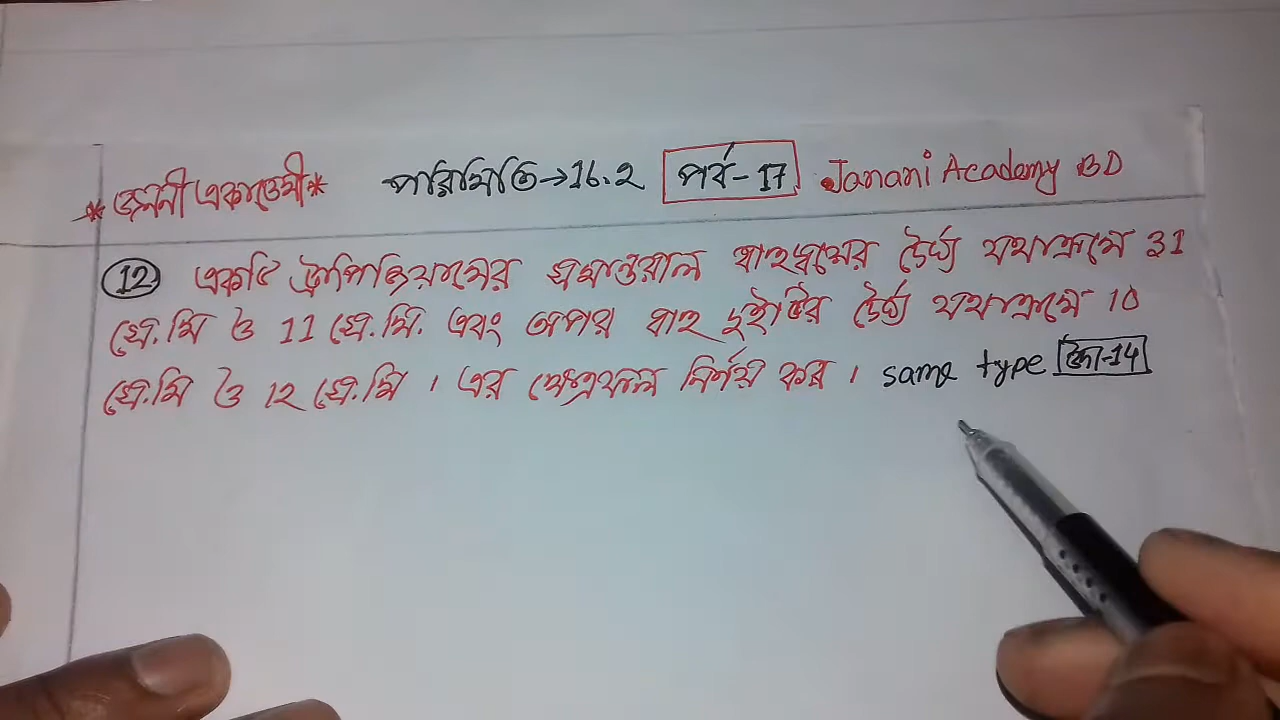 *জননী একাডেমী* পরিমিতি→16.2 পর্ব-17 Janani Academy BD
12 একটি ট্রাপিজিয়ামের সমান্তরাল বাহুদ্বয়ের দৈর্ঘ্য যথাক্রমে 31
সে.মি ও 11 সে.মি. এবং অপর বাহু দুইটির দৈর্ঘ্য যথাক্রমে 10
সে.মি ও 12 সে.মি । এর ক্ষেত্রফল নির্ণয় কর । same type উদা-14